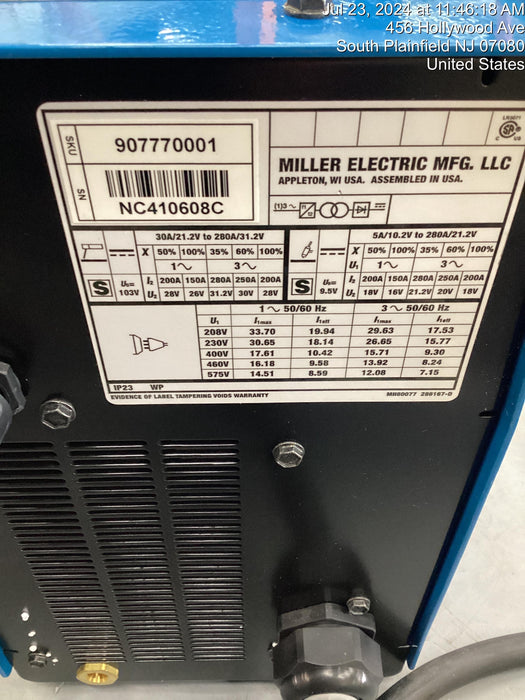 Jul-23, 2024 at 11:46:18 AM
456 Hollywood Ave
South Plainfield NJ 07080
United States
SKU 907770001
SN NC410608C
LR5071
SA
C US
MILLER ELECTRIC MFG. LLC
APPLETON, WI USA. ASSEMBLED IN USA.
(1)3~
30A/21.2V to 280A/31.2V
X 50% 100% 35% 60% 100%
1~ 3~
S U₀= 103V
I₂ 200A 150A 280A 250A 200A
U₂ 28V 26V 31.2V 30V 28V
5A/10.2V to 280A/21.2V
X 50% 100% 35% 60% 100%
U₁ 1~ 3~
S U₀= 9.5V
I₂ 200A 150A 280A 250A 200A
U₂ 18V 16V 21.2V 20V 18V
1~ 50/60 Hz 3~ 50/60 Hz
U₁ I₁max I₁eff I₁max I₁eff
208V 33.70 19.94 29.63 17.53
230V 30.65 18.14 26.65 15.77
400V 17.61 10.42 15.71 9.30
460V 16.18 9.58 13.92 8.24
575V 14.51 8.59 12.08 7.15
IP23 WP
EVIDENCE OF LABEL TAMPERING VOIDS WARRANTY MH60077 286167-D